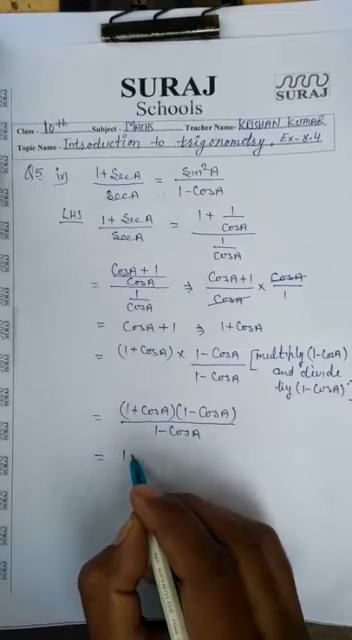 SURAJ
Schools
SURAJ
Class - 10th Subject - Math Teacher Name- KRISHAN KUMAR
Topic Name - Introduction to trigonometry. Ex-8.4
Q5 iv) (1+SecA)/SecA = Sin²A/(1-CosA)
LHS (1+SecA)/SecA = (1 + 1/CosA)/(1/CosA)
= ((CosA+1)/CosA)/(1/CosA) ⇒ (CosA+1)/CosA × CosA/1
= CosA+1 ⇒ 1+CosA
= (1+CosA) × (1-CosA)/(1-CosA) [multiply (1-CosA) and divide by (1-CosA)]
= (1+CosA)(1-CosA)/(1-CosA)
= 1